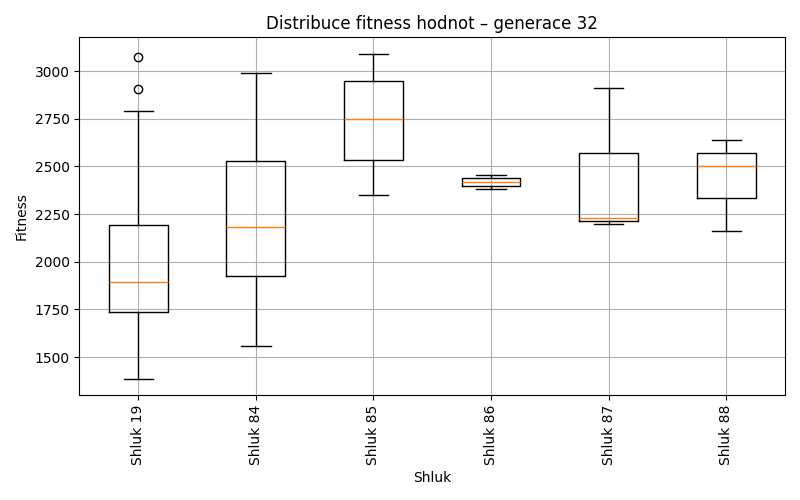 Distribuce fitness hodnot – generace 32
Fitness
3000
2750
2500
2250
2000
1750
1500
Shluk 19
Shluk 84
Shluk 85
Shluk 86
Shluk 87
Shluk 88
Shluk